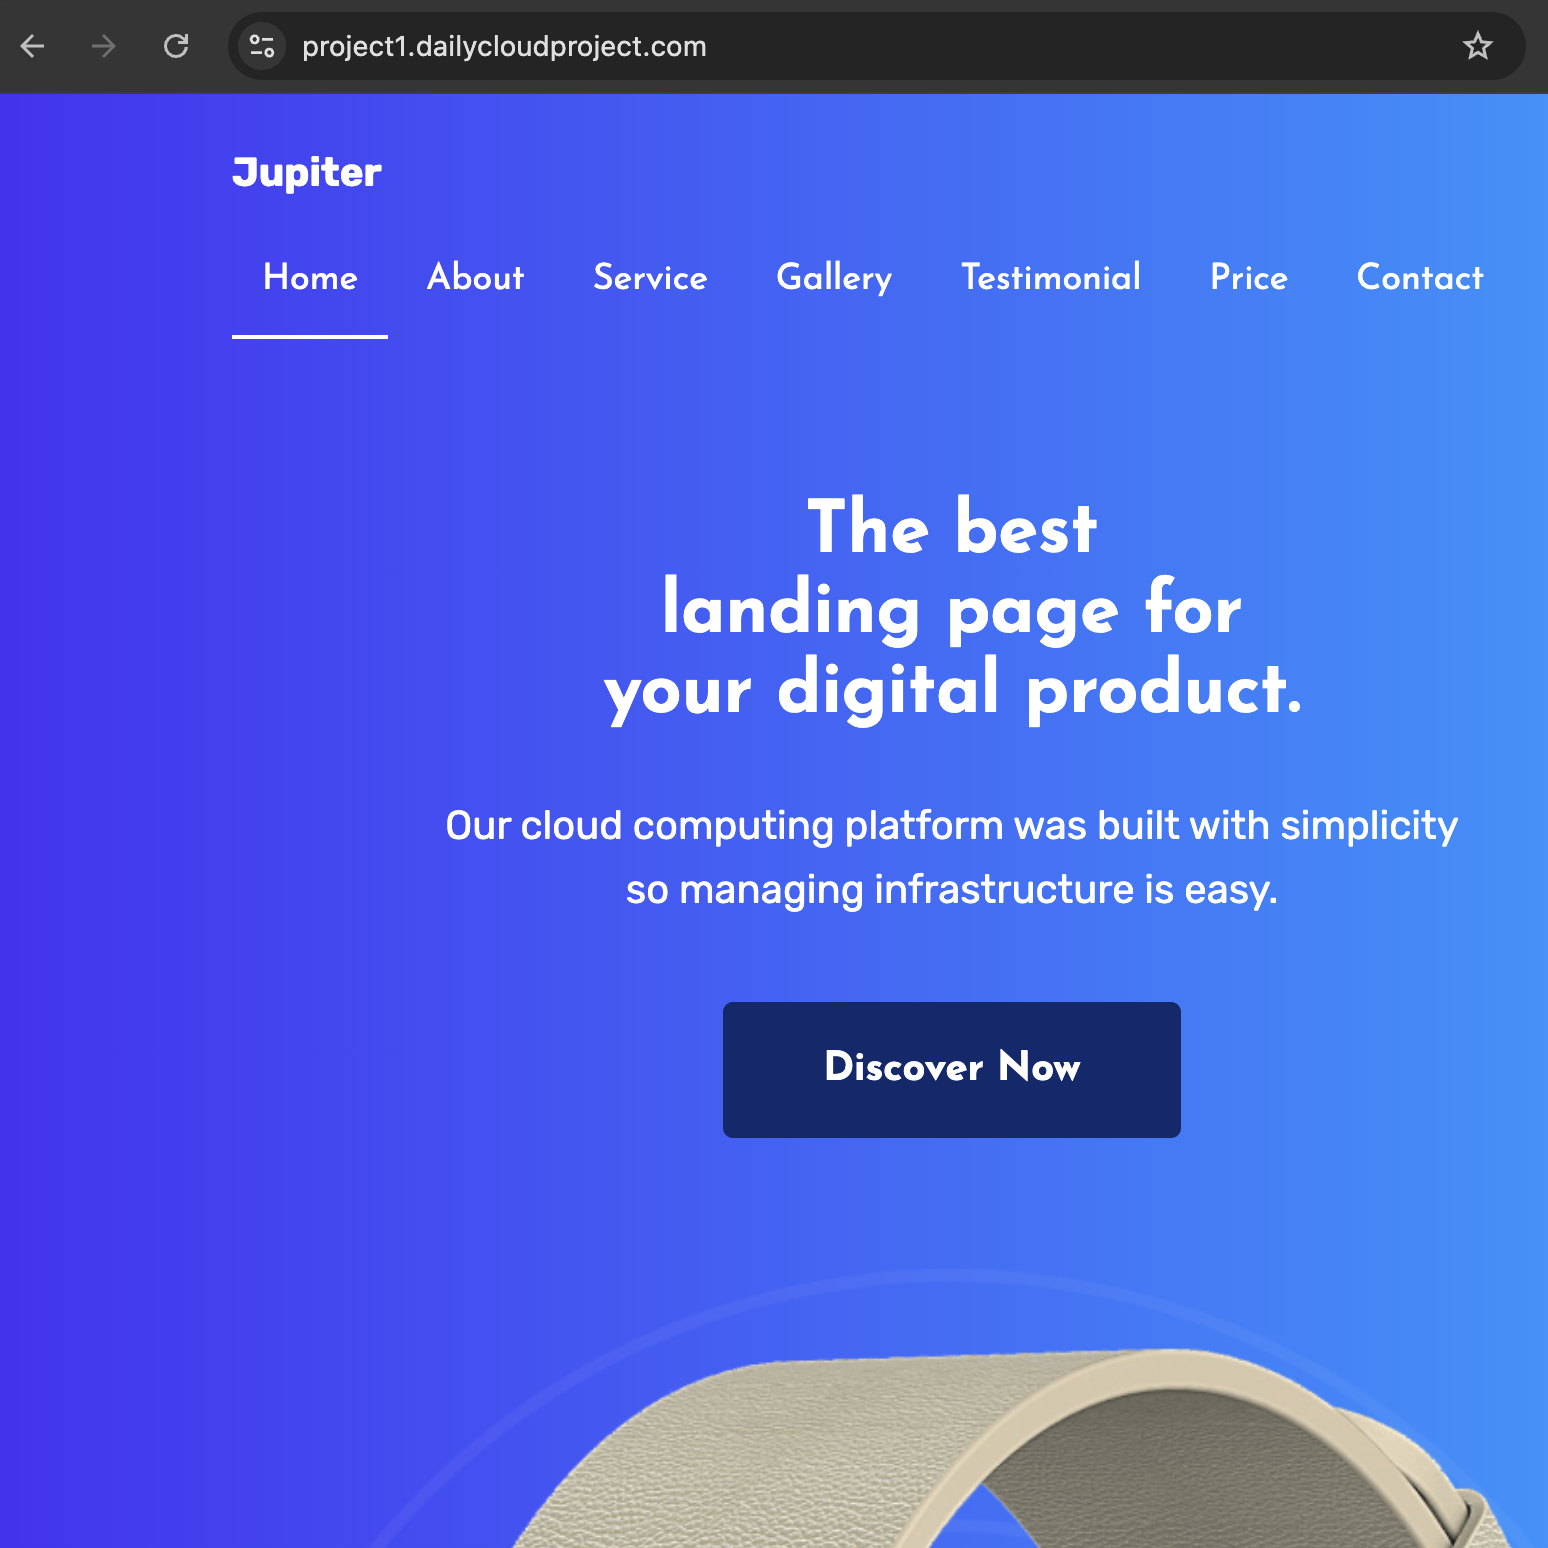 project1.dailycloudproject.com
Jupiter
Home About Service Gallery Testimonial Price Contact
The best
landing page for
your digital product.
Our cloud computing platform was built with simplicity
so managing infrastructure is easy.
Discover Now